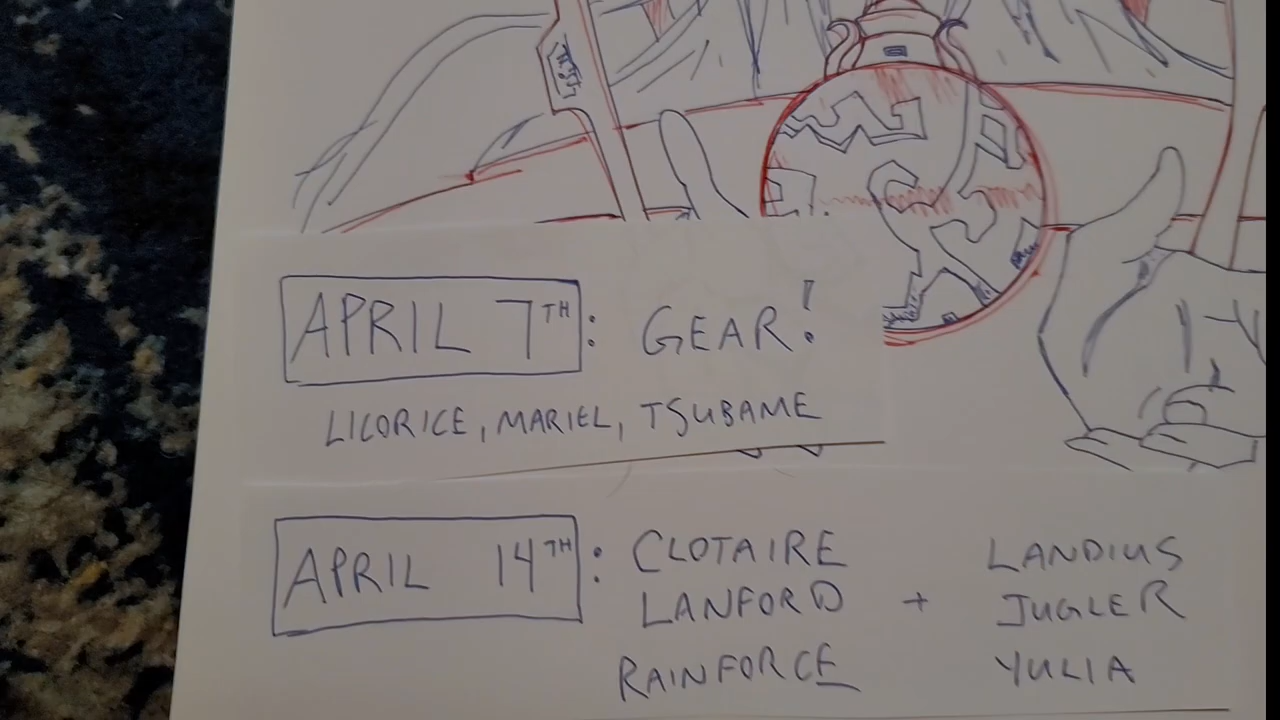 APRIL 7TH: GEAR!
LICORICE, MARIEL, TSUBAME
APRIL 14TH: CLOTAIRE LANDIUS
LANFORD + JUGLER
RAINFORCE YULIA